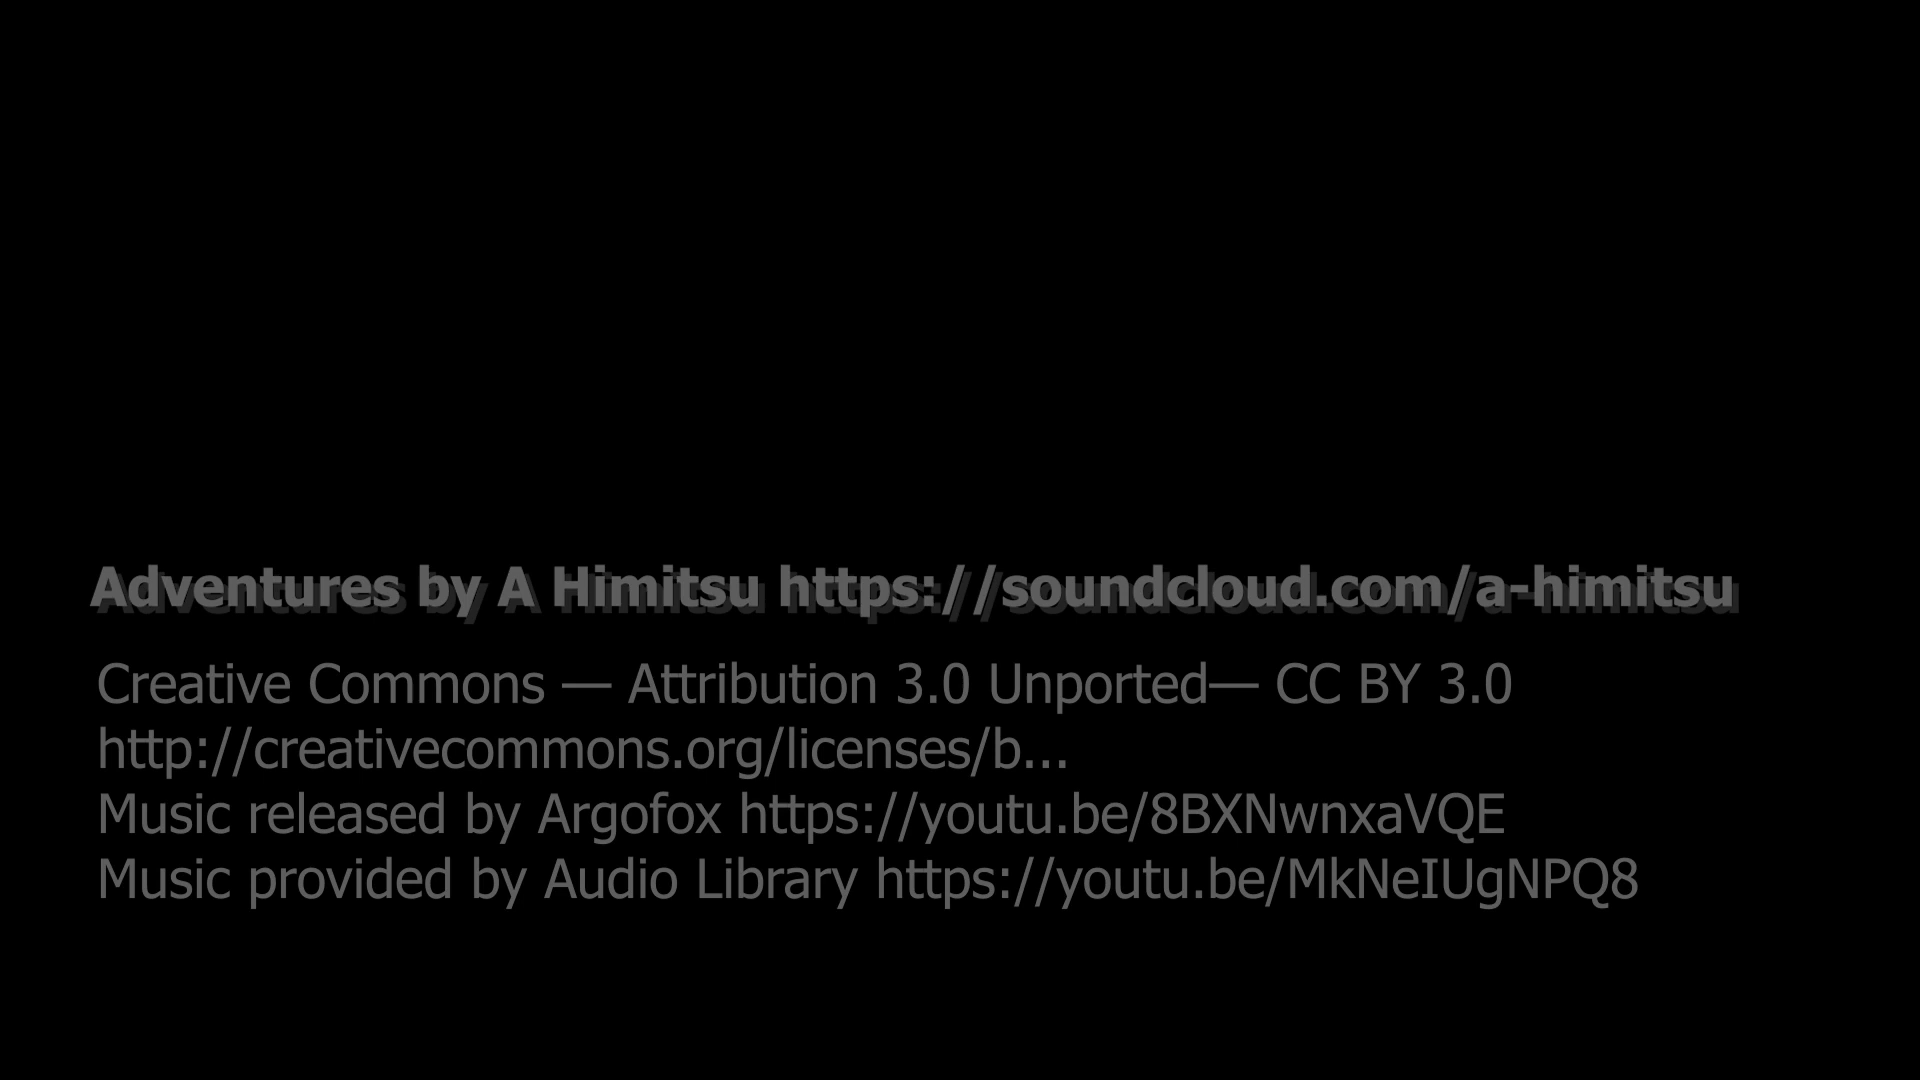 Adventures by A Himitsu https://soundcloud.com/a-himitsu
Creative Commons — Attribution 3.0 Unported— CC BY 3.0
http://creativecommons.org/licenses/b...
Music released by Argofox https://youtu.be/8BXNwnxaVQE
Music provided by Audio Library https://youtu.be/MkNeIUgNPQ8